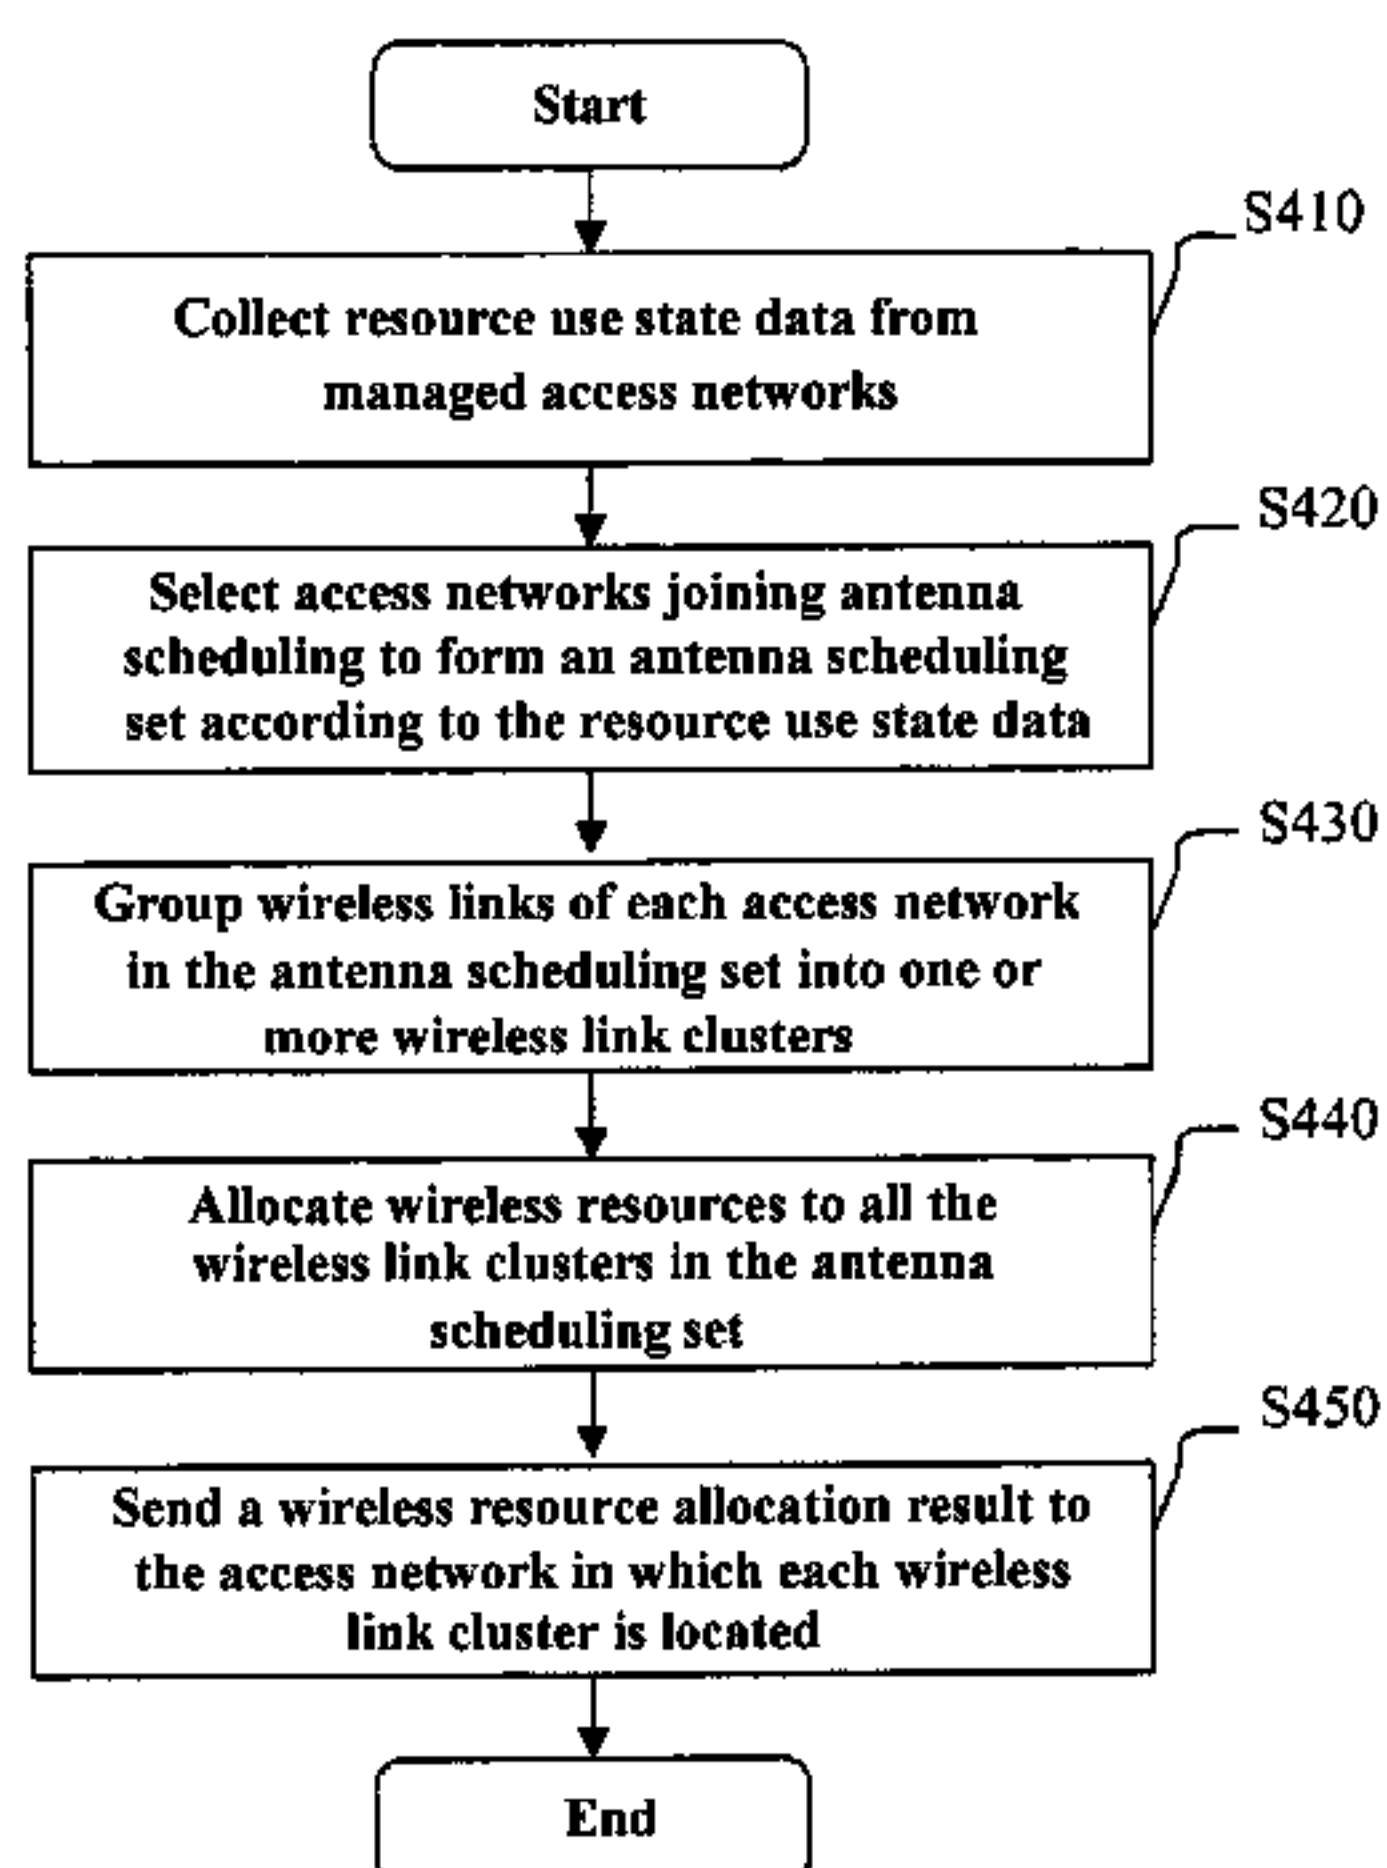 Start
S410
Collect resource use state data from
managed access networks
S420
Select access networks joining antenna
scheduling to form an antenna scheduling
set according to the resource use state data
S430
Group wireless links of each access network
in the antenna scheduling set into one or
more wireless link clusters
S440
Allocate wireless resources to all the
wireless link clusters in the antenna
scheduling set
S450
Send a wireless resource allocation result to
the access network in which each wireless
link cluster is located
End